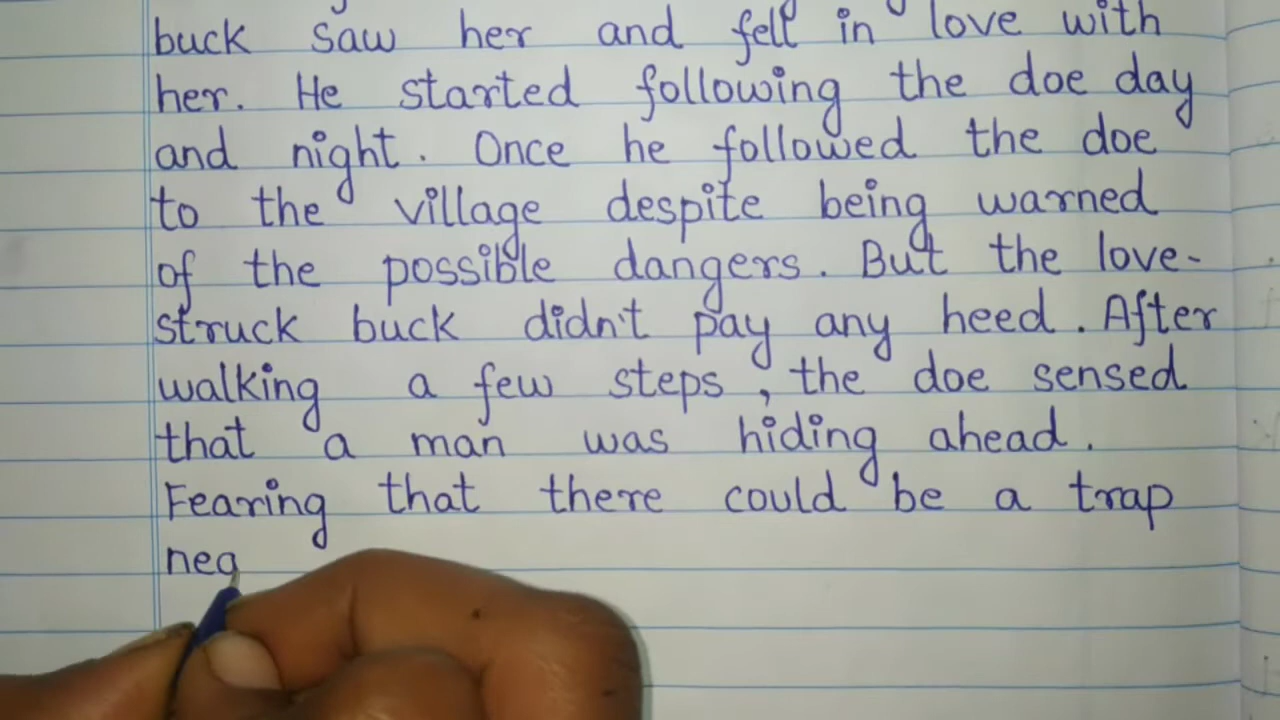 buck saw her and fell in love with
her. He started following the doe day
and night. Once he followed the doe
to the village despite being warned
of the possible dangers. But the love-
struck buck didn't pay any heed. After
walking a few steps, the doe sensed
that a man was hiding ahead.
Fearing that there could be a trap
nea